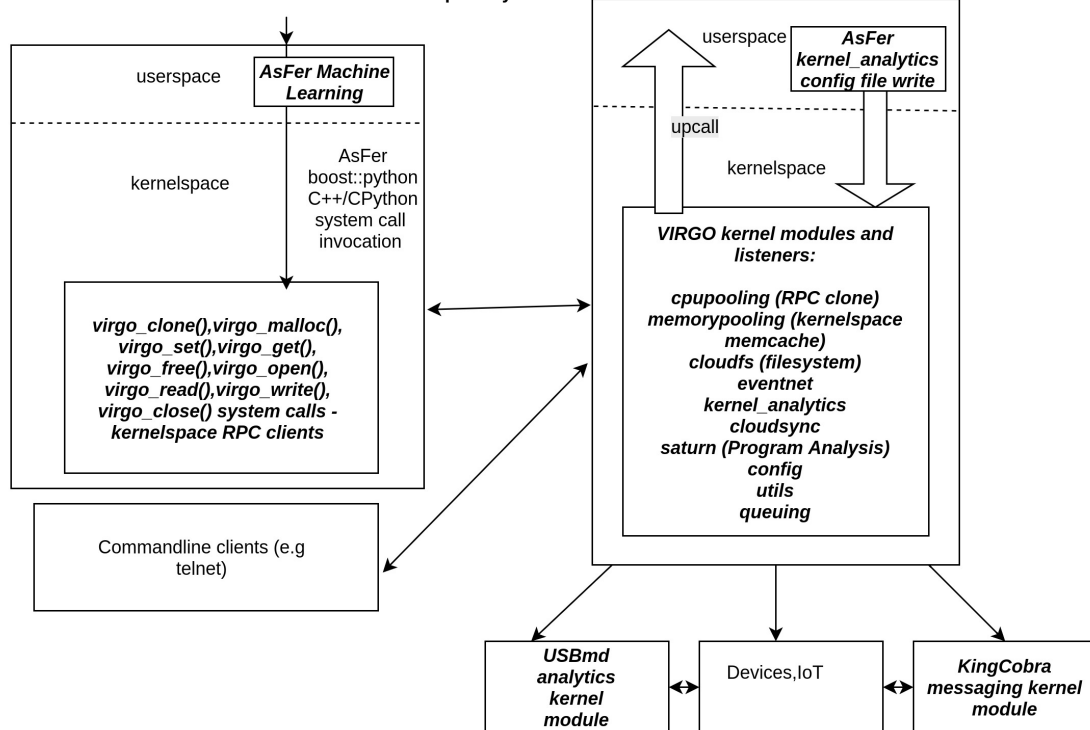 userspace
AsFer Machine
Learning
kernelspace
AsFer
boost::python
C++/CPython
system call
invocation
virgo_clone(),virgo_malloc(),
virgo_set(),virgo_get(),
virgo_free(),virgo_open(),
virgo_read(),virgo_write(),
virgo_close() system calls -
kernelspace RPC clients
Commandline clients (e.g
telnet)
userspace
AsFer
kernel_analytics
config file write
upcall
kernelspace
VIRGO kernel modules and
listeners:
cpupooling (RPC clone)
memorypooling (kernelspace
memcache)
cloudfs (filesystem)
eventnet
kernel_analytics
cloudsync
saturn (Program Analysis)
config
utils
queuing
USBmd
analytics
kernel
module
Devices,IoT
KingCobra
messaging kernel
module